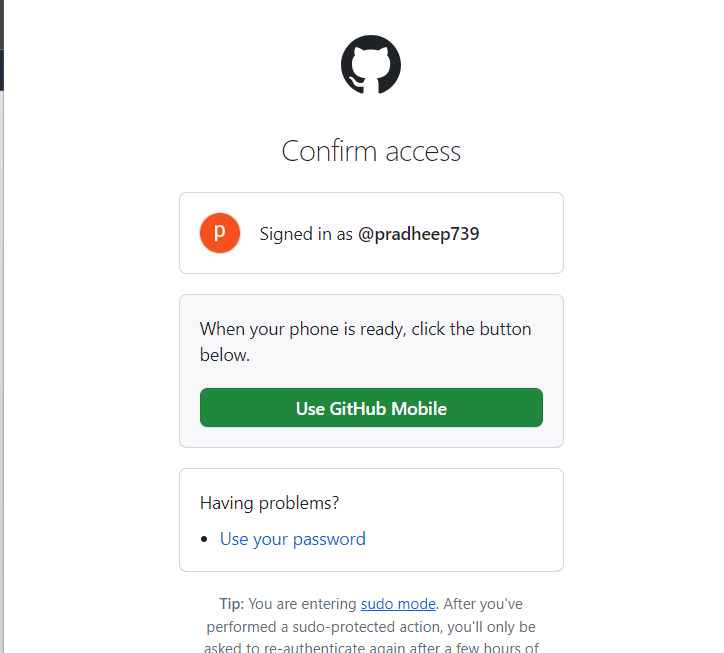 Confirm access
p
Signed in as @pradheep739
When your phone is ready, click the button
below.
Use GitHub Mobile
Having problems?
• Use your password
Tip: You are entering sudo mode. After you've
performed a sudo-protected action, you'll only be
asked to re-authenticate again after a few hours of